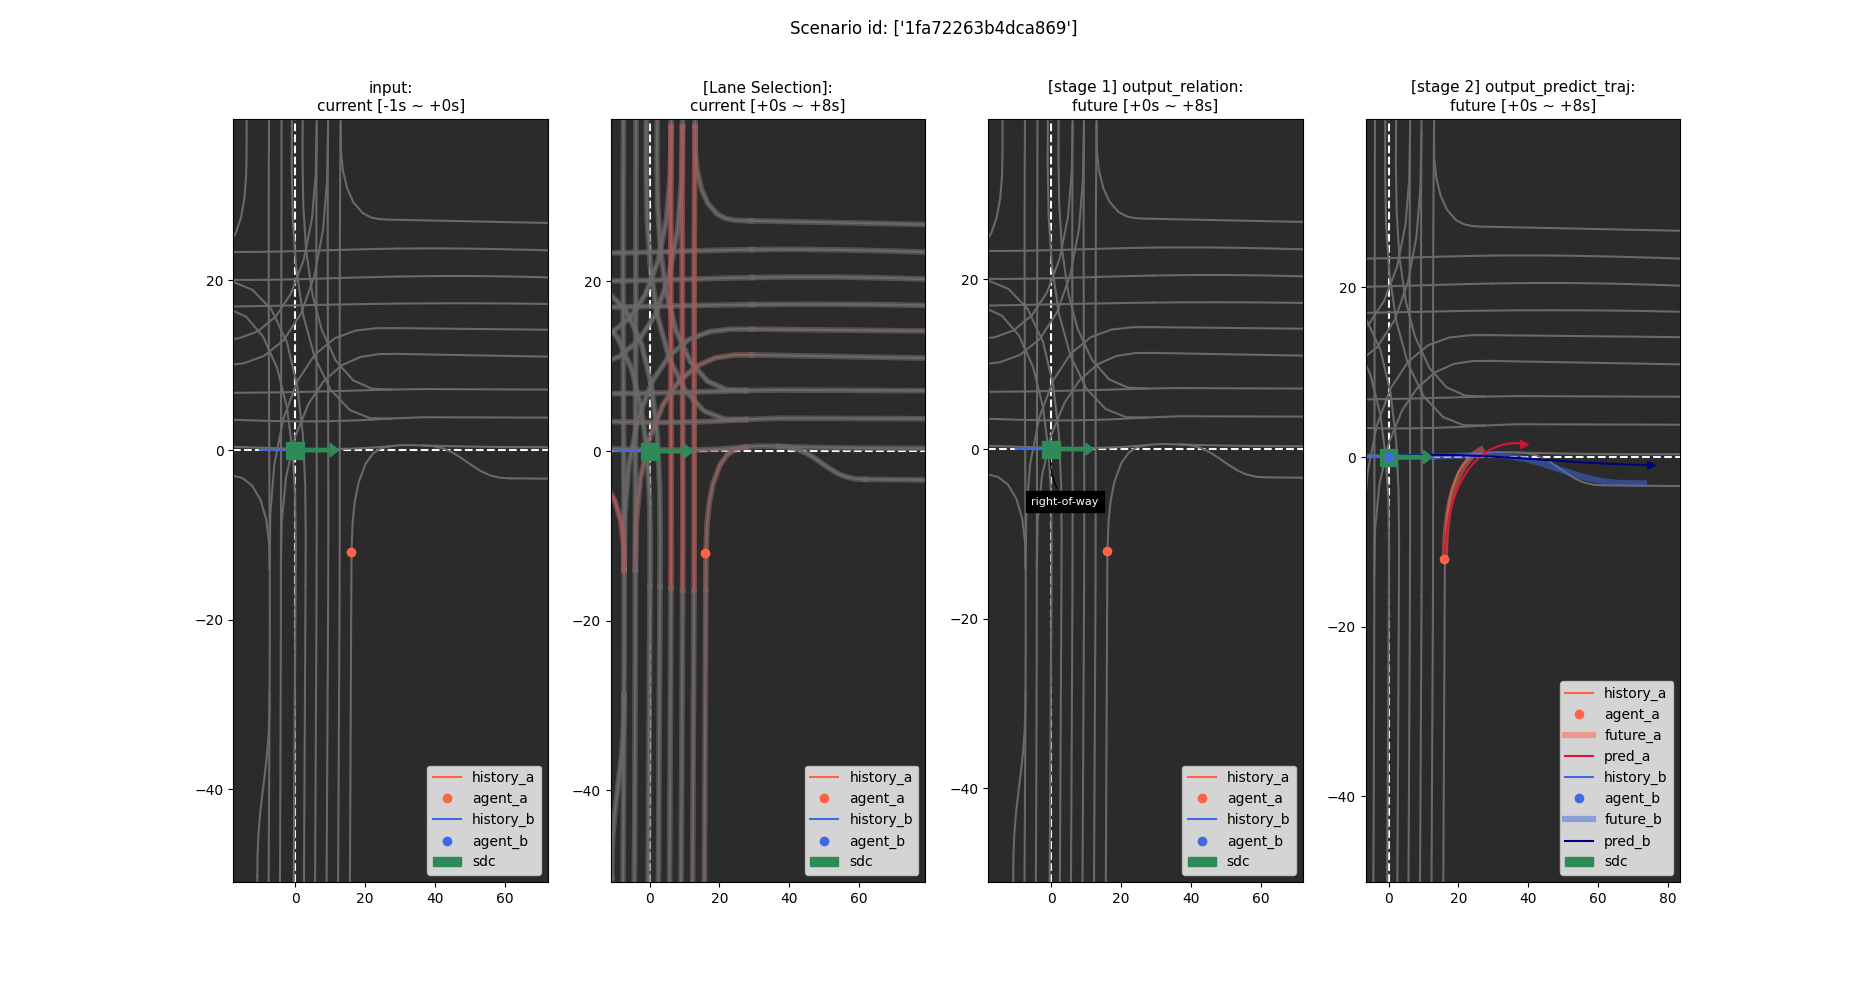 Scenario id: ['1fa72263b4dca869']
input:
current [-1s ~ +0s]
20
0
−20
−40
0
20
40
60
history_a
agent_a
history_b
agent_b
sdc
[Lane Selection]:
current [+0s ~ +8s]
20
0
−20
−40
0
20
40
60
history_a
agent_a
history_b
agent_b
sdc
[stage 1] output_relation:
future [+0s ~ +8s]
20
0
−20
−40
0
20
40
60
right-of-way
history_a
agent_a
history_b
agent_b
sdc
[stage 2] output_predict_traj:
future [+0s ~ +8s]
20
0
−20
−40
0
20
40
60
80
history_a
agent_a
future_a
pred_a
history_b
agent_b
future_b
pred_b
sdc